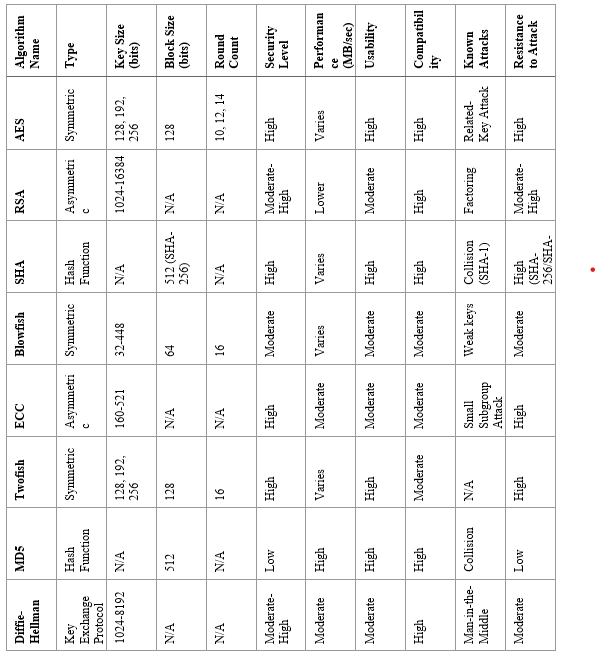 Algorithm
Name
Type
Key Size
(bits)
Block Size
(bits)
Round
Count
Security
Level
Performan
ce
(MB/sec)
Usability
Compatibil
ity
Known
Attacks
Resistance
to Attack
AES
Symmetric
128, 192,
256
128
10, 12, 14
High
Varies
High
High
Related-
Key Attack
High
RSA
Asymmetri
c
1024-16384
N/A
N/A
Moderate-
High
Lower
Moderate
High
Factoring
Moderate-
High
SHA
Hash
Function
N/A
512 (SHA-
256)
N/A
High
Varies
High
High
Collision
(SHA-1)
High
(SHA-
256/SHA-
Blowfish
Symmetric
32-448
64
16
Moderate
Varies
Moderate
Moderate
Weak keys
Moderate
ECC
Asymmetri
c
160-521
N/A
N/A
High
Moderate
Moderate
Moderate
Small
Subgroup
Attack
High
Twofish
Symmetric
128, 192,
256
128
16
High
Varies
High
Moderate
N/A
High
MD5
Hash
Function
N/A
512
N/A
Low
High
High
High
Collision
Low
Diffie-
Hellman
Key
Exchange
Protocol
1024-8192
N/A
N/A
Moderate-
High
Moderate
Moderate
High
Man-in-the-
Middle
Moderate